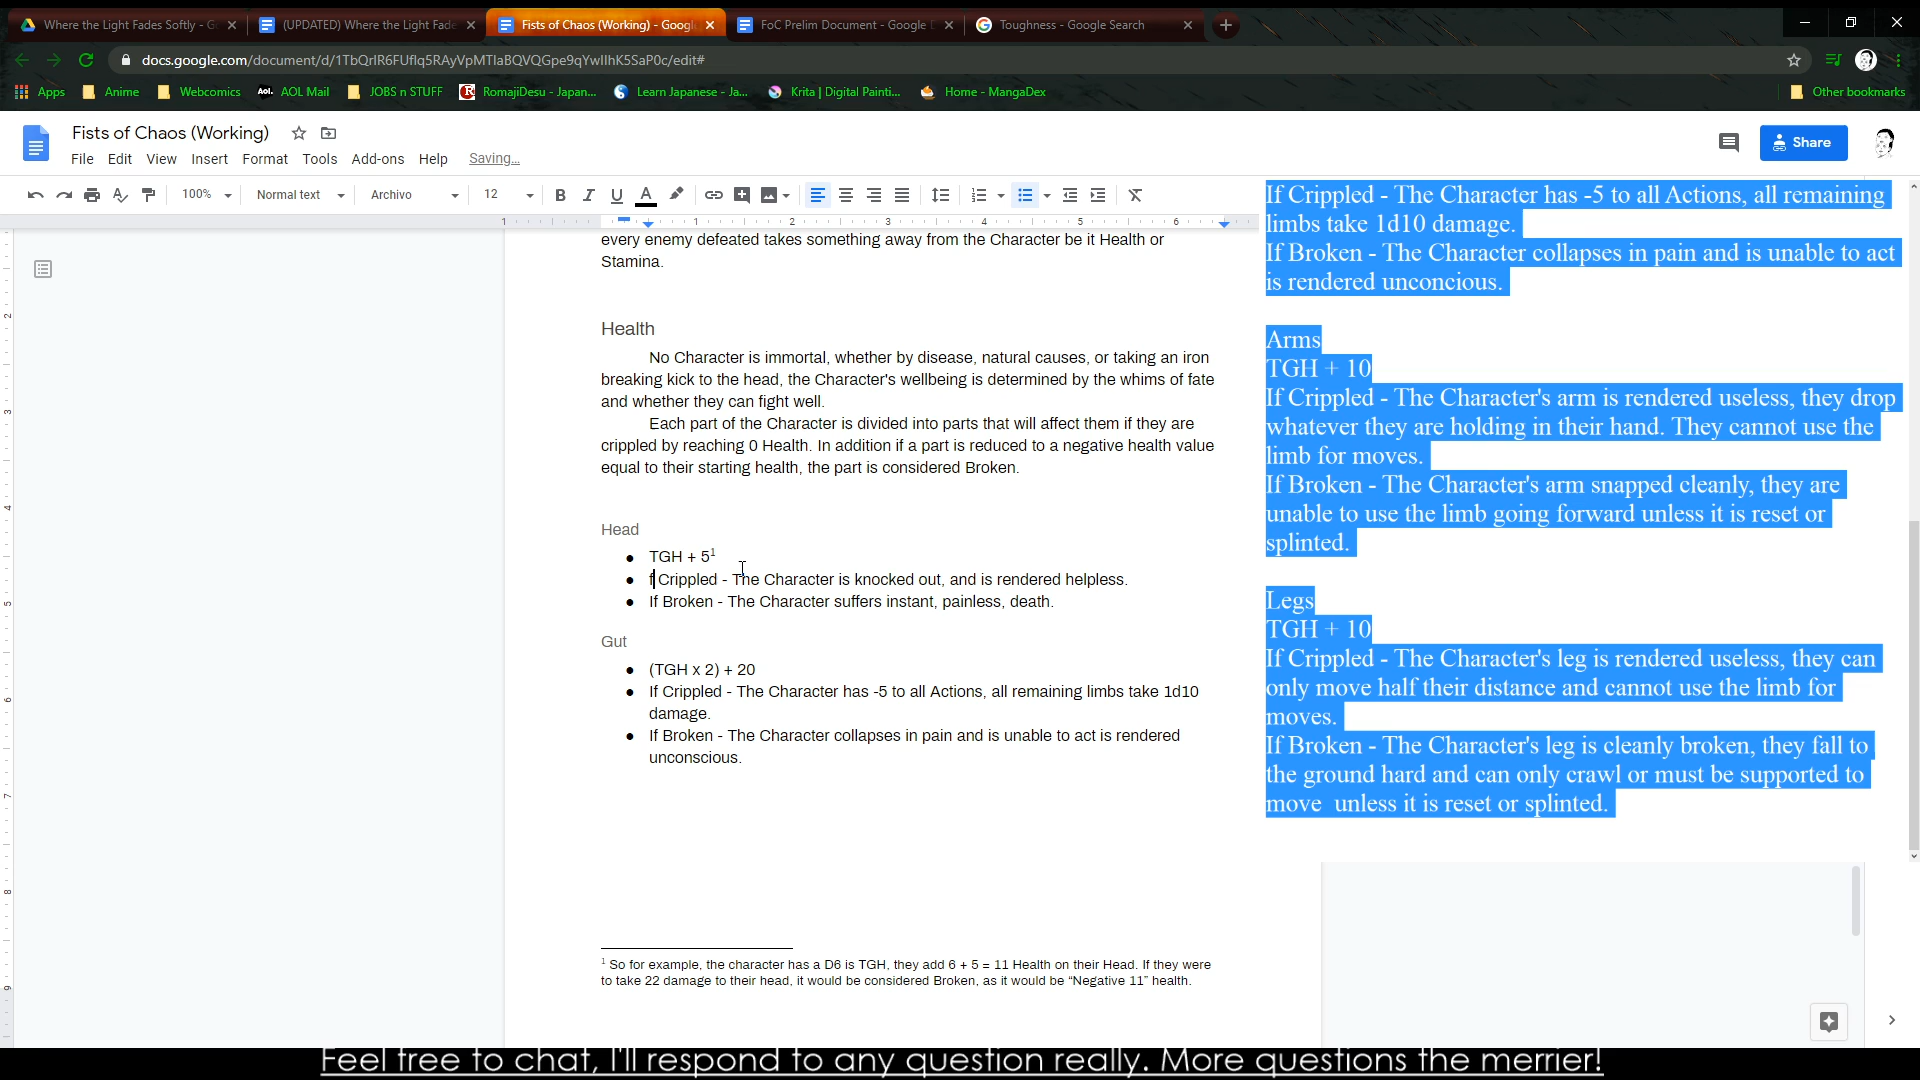 Where the Light Fades Softly - G
(UPDATED) Where the Light Fade
Fists of Chaos (Working) - Googl
FoC Prelim Document - Google D
Toughness - Google Search
docs.google.com/document/d/1TbQrIR6FUflq5RAyVpMTIaBQVQGpe9qYwIIhK5SaP0c/edit#
Apps
Anime
Webcomics
Aol.
AOL Mail
JOBS n STUFF
RomajiDesu - Japan...
Learn Japanese - Ja...
Krita | Digital Painti...
Home - MangaDex
Other bookmarks
Fists of Chaos (Working)
File Edit View Insert Format Tools Add-ons Help Saving...
Share
100% Normal text Archivo 12
1 1 2 3 4 5 6
every enemy defeated takes something away from the Character be it Health or
Stamina.
Health
No Character is immortal, whether by disease, natural causes, or taking an iron
breaking kick to the head, the Character's wellbeing is determined by the whims of fate
and whether they can fight well.
Each part of the Character is divided into parts that will affect them if they are
crippled by reaching 0 Health. In addition if a part is reduced to a negative health value
equal to their starting health, the part is considered Broken.
Head
● TGH + 5¹
● f Crippled - The Character is knocked out, and is rendered helpless.
● If Broken - The Character suffers instant, painless, death.
Gut
● (TGH x 2) + 20
● If Crippled - The Character has -5 to all Actions, all remaining limbs take 1d10
damage.
● If Broken - The Character collapses in pain and is unable to act is rendered
unconscious.
¹ So for example, the character has a D6 is TGH, they add 6 + 5 = 11 Health on their Head. If they were
to take 22 damage to their head, it would be considered Broken, as it would be “Negative 11” health.
If Crippled - The Character has -5 to all Actions, all remaining
limbs take 1d10 damage.
If Broken - The Character collapses in pain and is unable to act
is rendered unconcious.
Arms
TGH + 10
If Crippled - The Character's arm is rendered useless, they drop
whatever they are holding in their hand. They cannot use the
limb for moves.
If Broken - The Character's arm snapped cleanly, they are
unable to use the limb going forward unless it is reset or
splinted.
Legs
TGH + 10
If Crippled - The Character's leg is rendered useless, they can
only move half their distance and cannot use the limb for
moves.
If Broken - The Character's leg is cleanly broken, they fall to
the ground hard and can only crawl or must be supported to
move unless it is reset or splinted.
2
3
4
5
6
7
8
9
Feel free to chat, I'll respond to any question really. More questions the merrier!